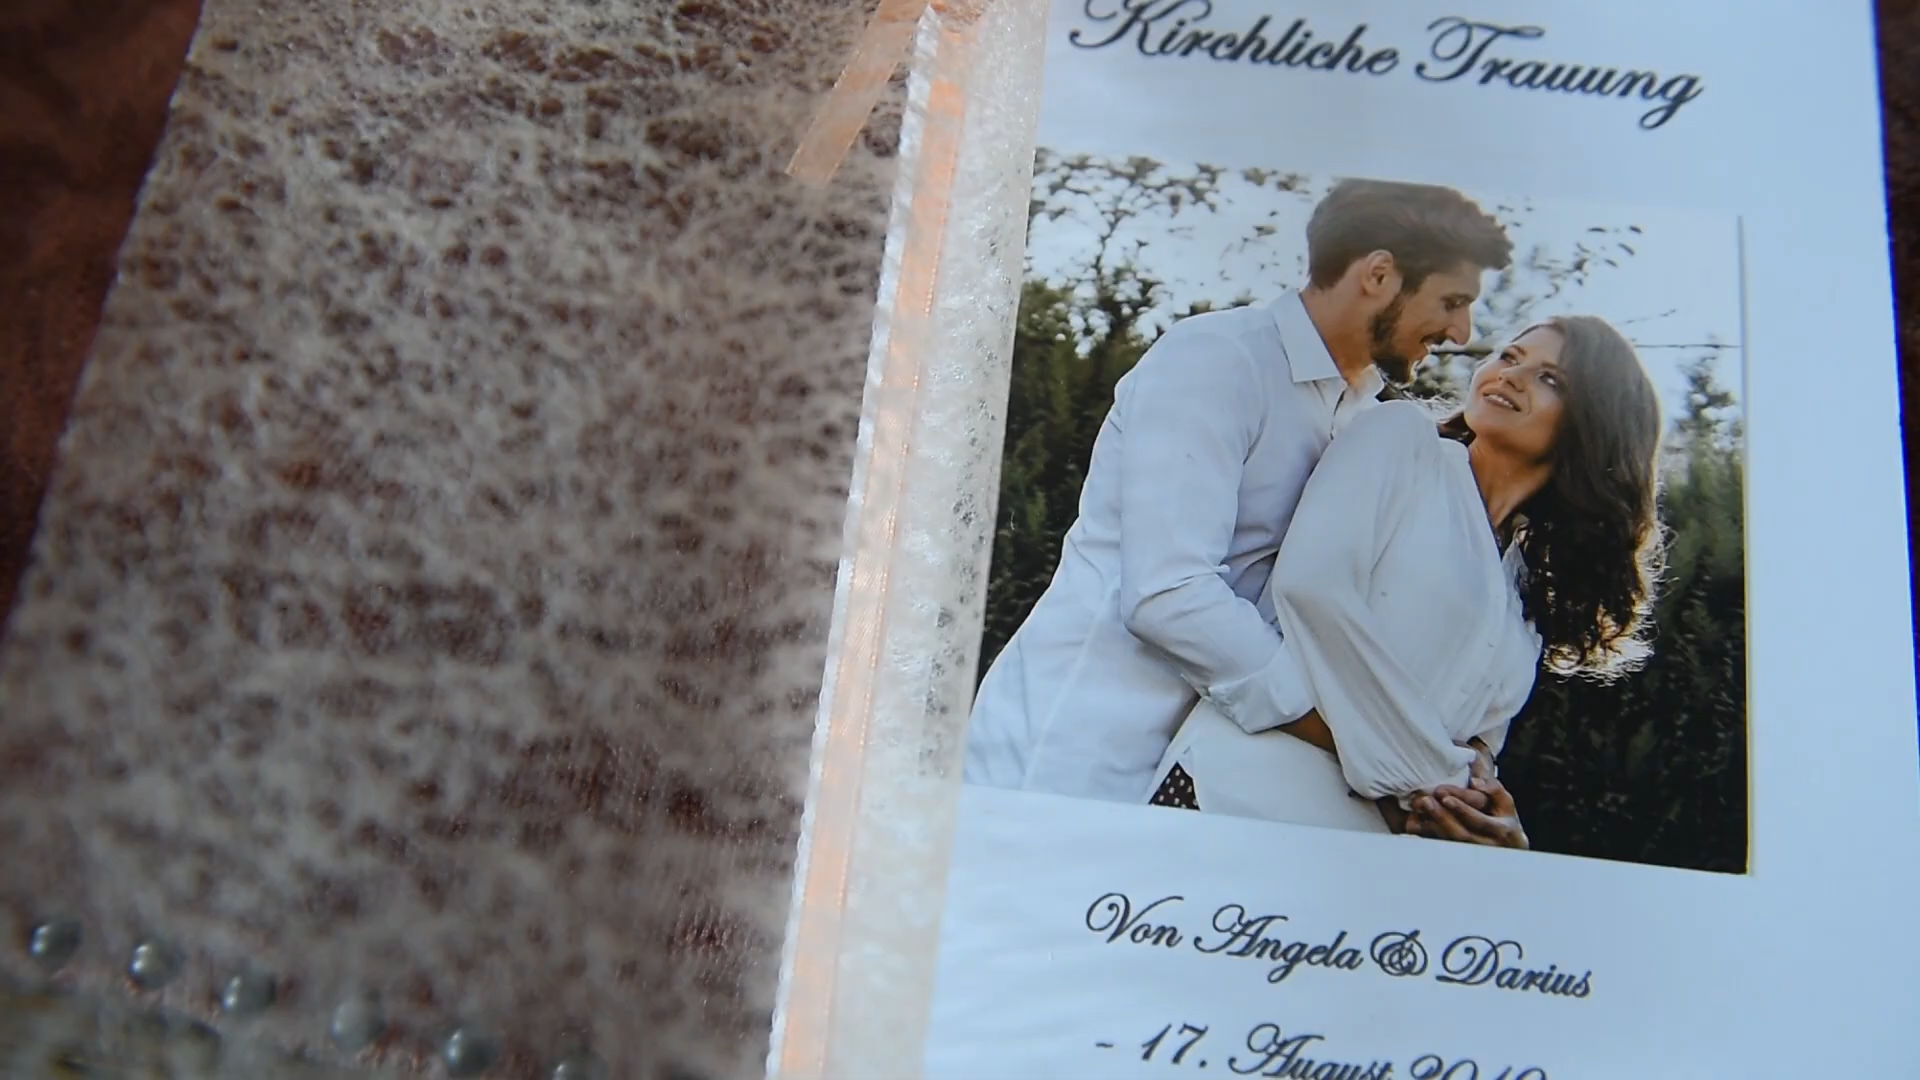 Kirchliche Trauung
Von Angela & Darius
- 17. August